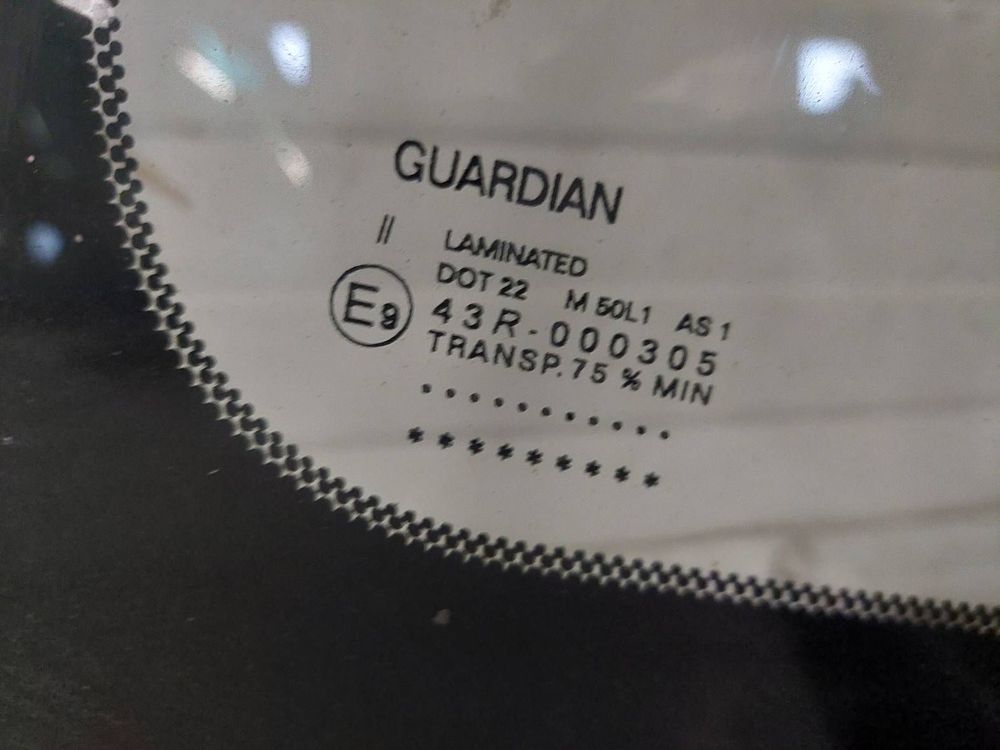 GUARDIAN
II LAMINATED
DOT 22 M 50L1 AS 1
E9 43R-000305
TRANSP. 75 % MIN
. . . . . . . . . . .
* * * * * * * * *